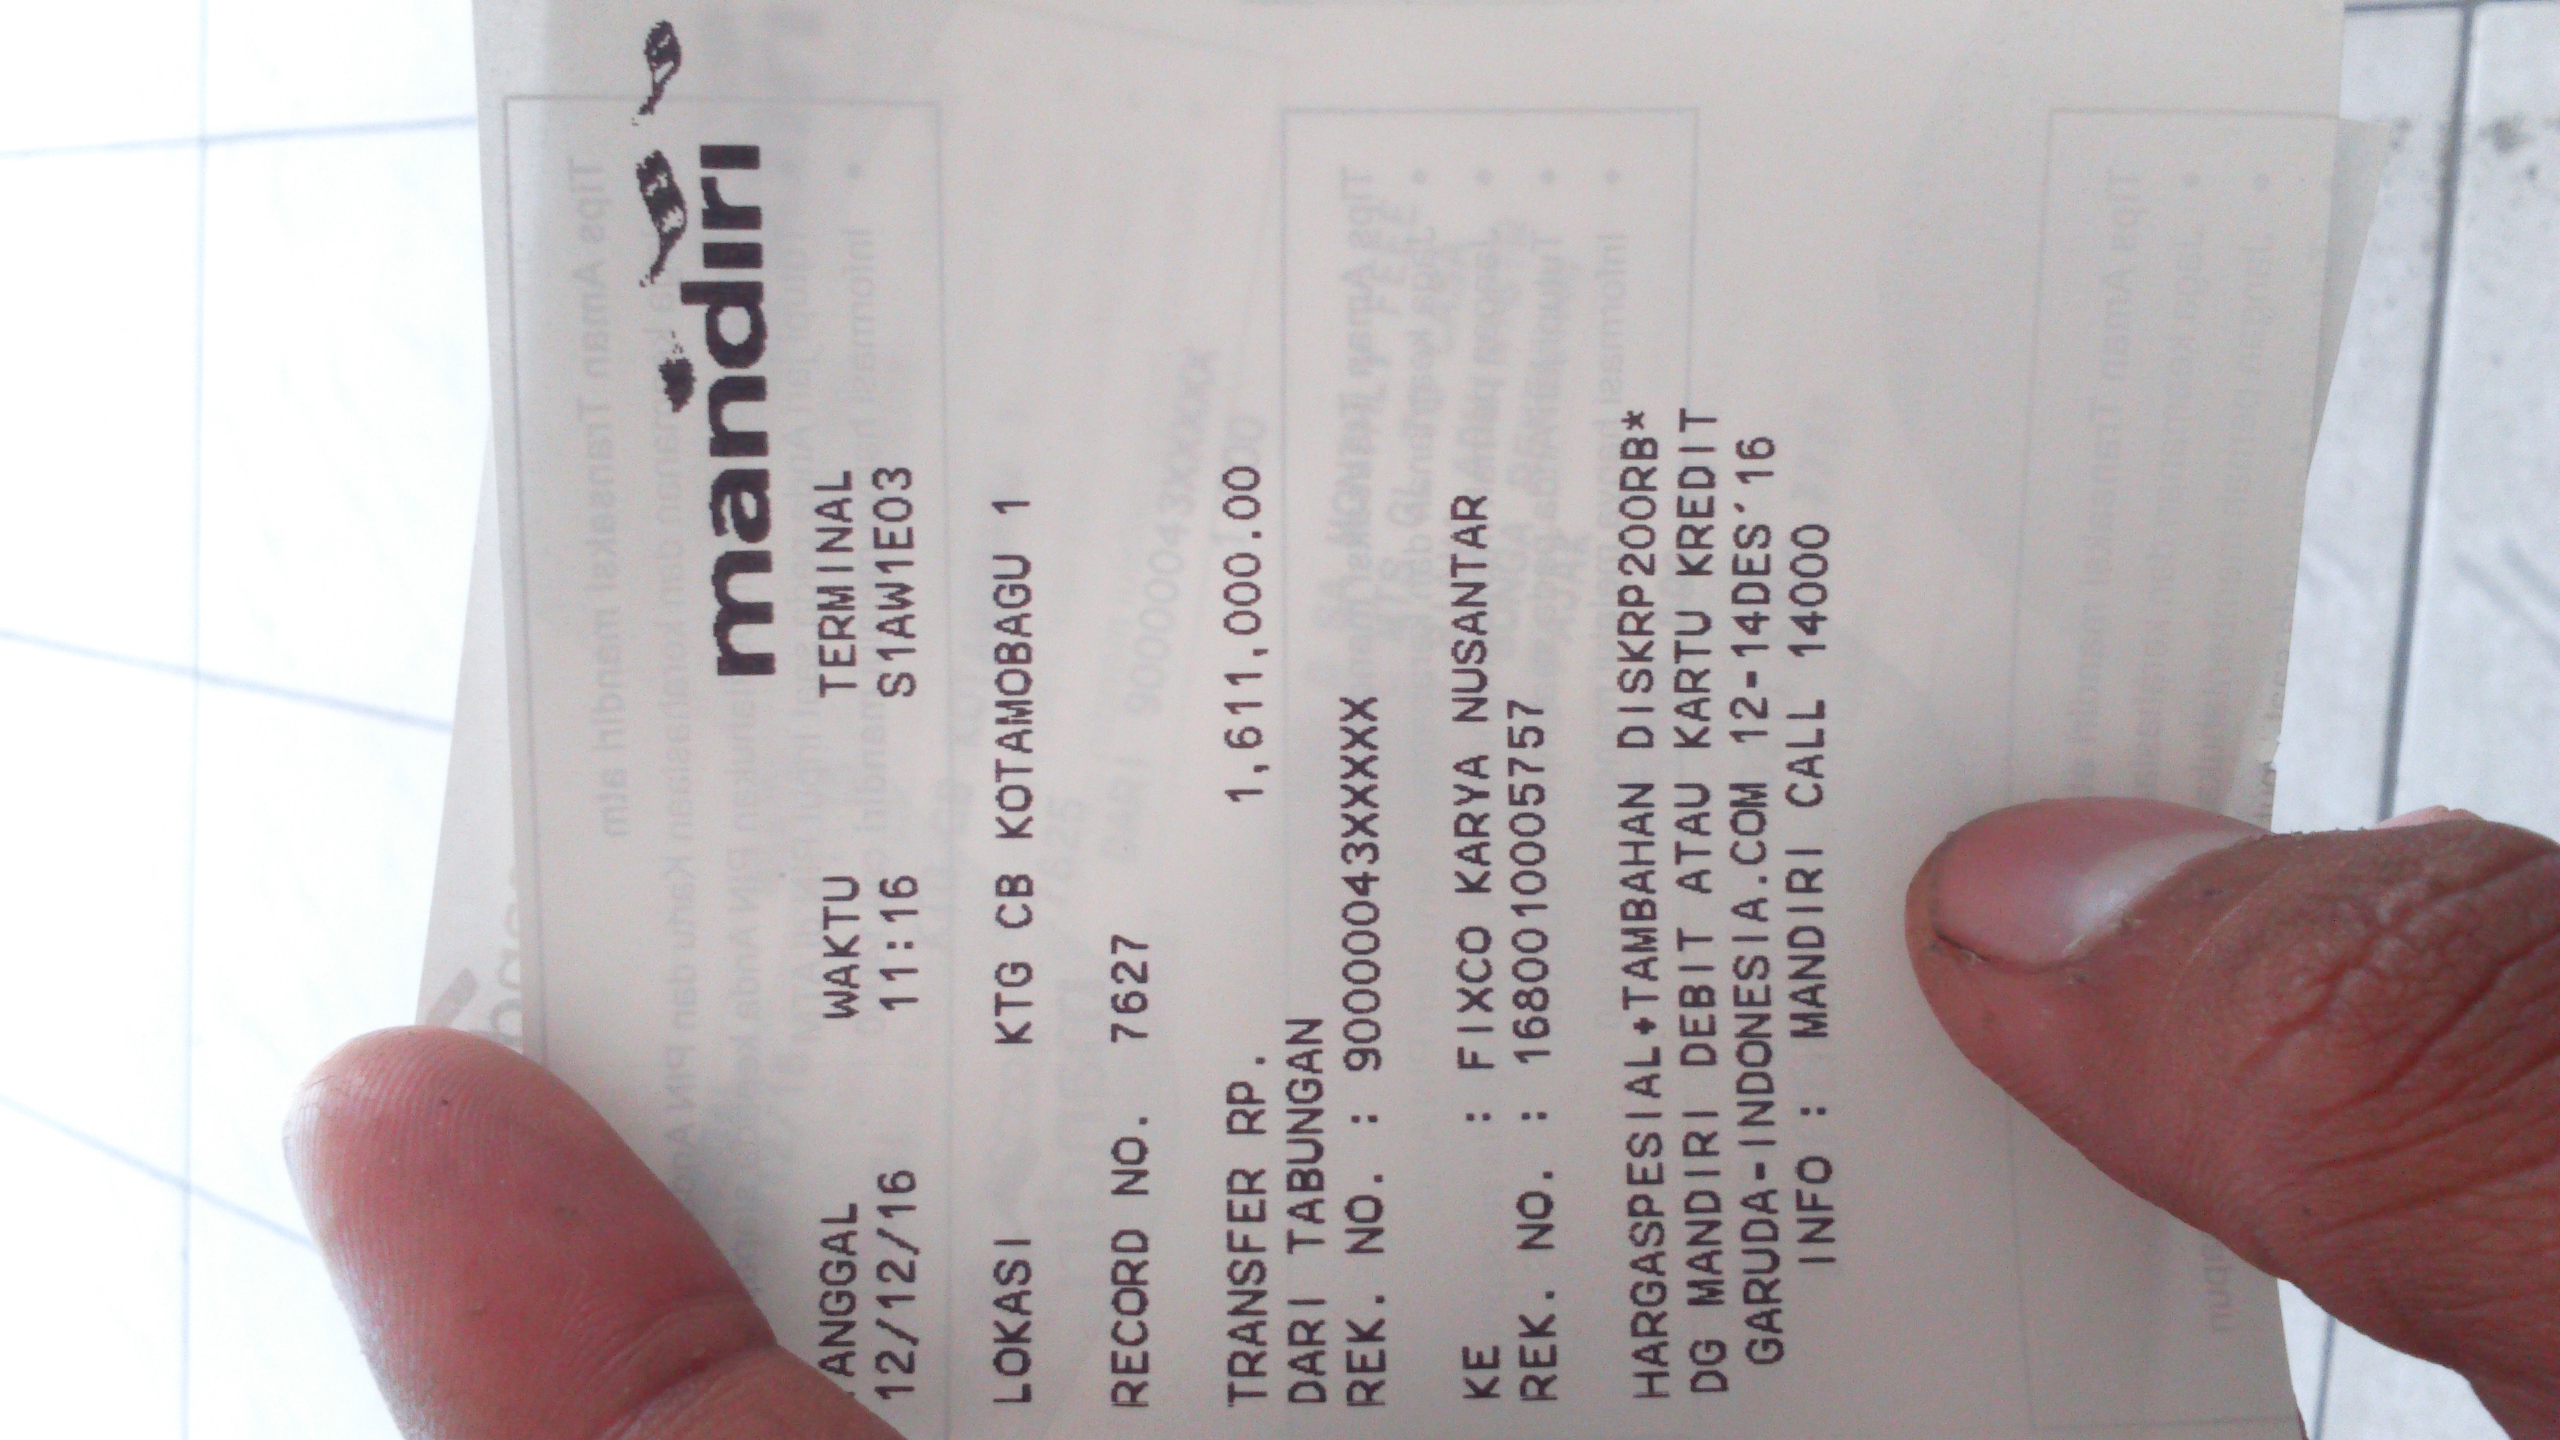 mandiri
TANGGAL WAKTU TERMINAL
12/12/16 11:16 S1AW1E03
LOKASI KTG CB KOTAMOBAGU 1
RECORD NO. 7627
TRANSFER RP. 1,611,000.00
DARI TABUNGAN
REK. NO. : 90000043XXXXX
KE : FIXCO KARYA NUSANTAR
REK. NO. : 1680010005757
HARGASPESIAL+TAMBAHAN DISKRP200RB*
DG MANDIRI DEBIT ATAU KARTU KREDIT
GARUDA-INDONESIA.COM 12-14DES'16
INFO : MANDIRI CALL 14000